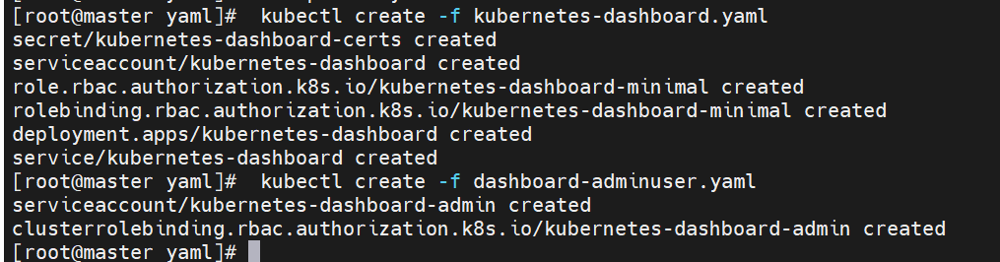 [root@master yaml]#  kubectl create -f kubernetes-dashboard.yaml
secret/kubernetes-dashboard-certs created
serviceaccount/kubernetes-dashboard created
role.rbac.authorization.k8s.io/kubernetes-dashboard-minimal created
rolebinding.rbac.authorization.k8s.io/kubernetes-dashboard-minimal created
deployment.apps/kubernetes-dashboard created
service/kubernetes-dashboard created
[root@master yaml]#  kubectl create -f dashboard-adminuser.yaml
serviceaccount/kubernetes-dashboard-admin created
clusterrolebinding.rbac.authorization.k8s.io/kubernetes-dashboard-admin created
[root@master yaml]#